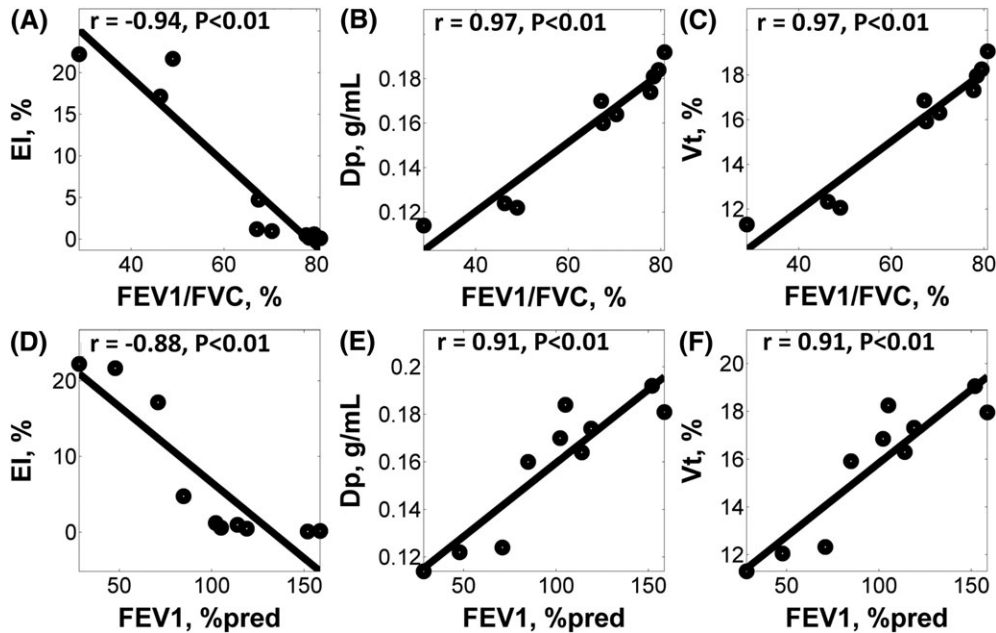 (A) r = -0.94, P<0.01
20
15
10
5
0
EI, %
40 60 80
FEV1/FVC, %
(B) r = 0.97, P<0.01
0.18
0.16
0.14
0.12
Dp, g/mL
40 60 80
FEV1/FVC, %
(C) r = 0.97, P<0.01
18
16
14
12
Vt, %
40 60 80
FEV1/FVC, %
(D) r = -0.88, P<0.01
20
10
0
EI, %
50 100 150
FEV1, %pred
(E) r = 0.91, P<0.01
0.2
0.18
0.16
0.14
0.12
Dp, g/mL
50 100 150
FEV1, %pred
(F) r = 0.91, P<0.01
20
18
16
14
12
Vt, %
50 100 150
FEV1, %pred